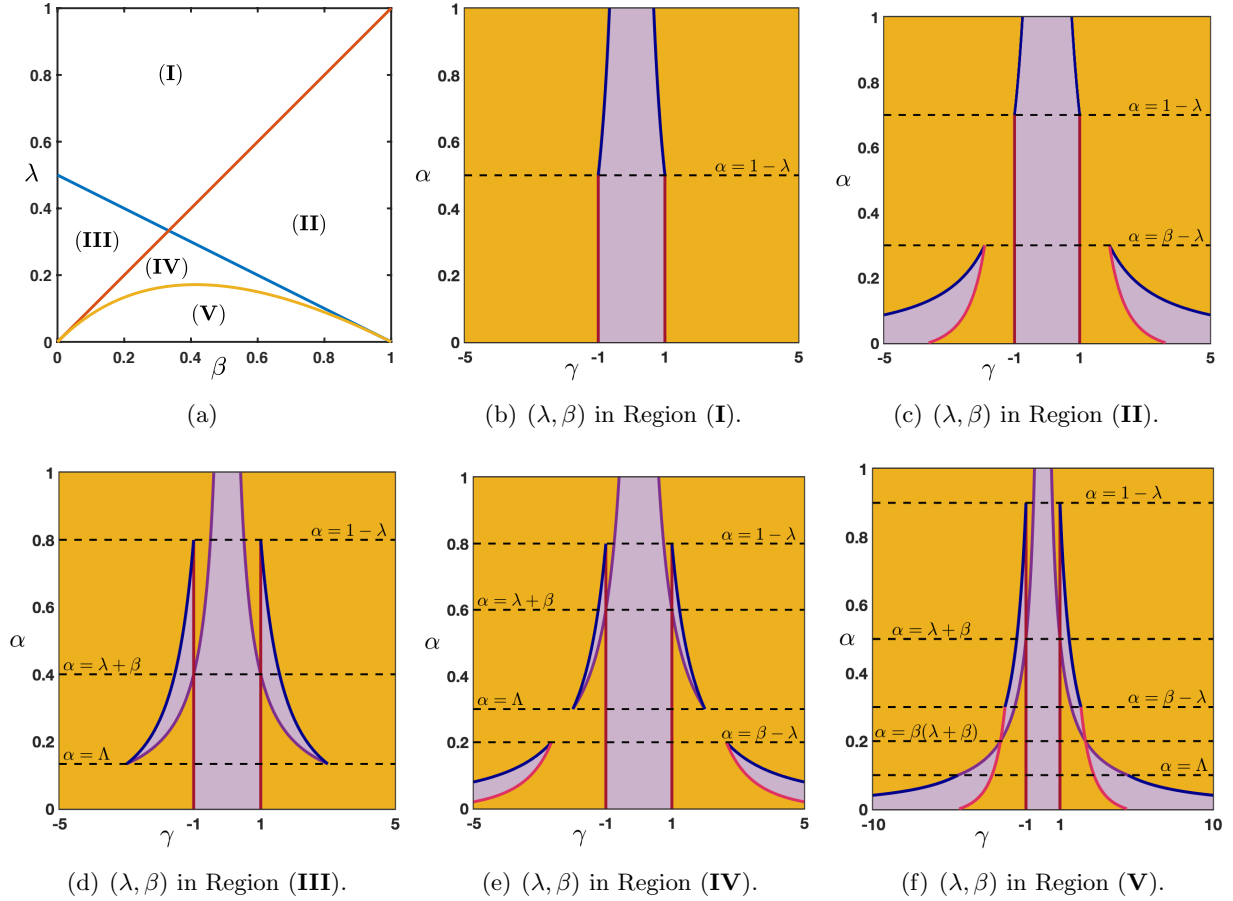 1
0.8
0.6
0.4
0.2
0
λ
(I)
(II)
(III)
(IV)
(V)
0 0.2 0.4 0.6 0.8 1
β
(a)
1
0.8
0.6
α
0.4
0.2
0
α = 1 − λ
-5 -1 1 5
γ
(b) (λ, β) in Region (I).
1
0.8
0.6
α
0.4
0.2
0
α = 1 − λ
α = β − λ
-5 -1 1 5
γ
(c) (λ, β) in Region (II).
1
0.8
0.6
α
0.4
0.2
0
α = 1 − λ
α = λ + β
α = Λ
-5 -1 1 5
γ
(d) (λ, β) in Region (III).
1
0.8
0.6
α
0.4
0.2
0
α = 1 − λ
α = λ + β
α = Λ
α = β − λ
-5 -1 1 5
γ
(e) (λ, β) in Region (IV).
1
0.8
0.6
α
0.4
0.2
0
α = 1 − λ
α = λ + β
α = β − λ
α = β(λ + β)
α = Λ
-10 -1 1 10
γ
(f) (λ, β) in Region (V).